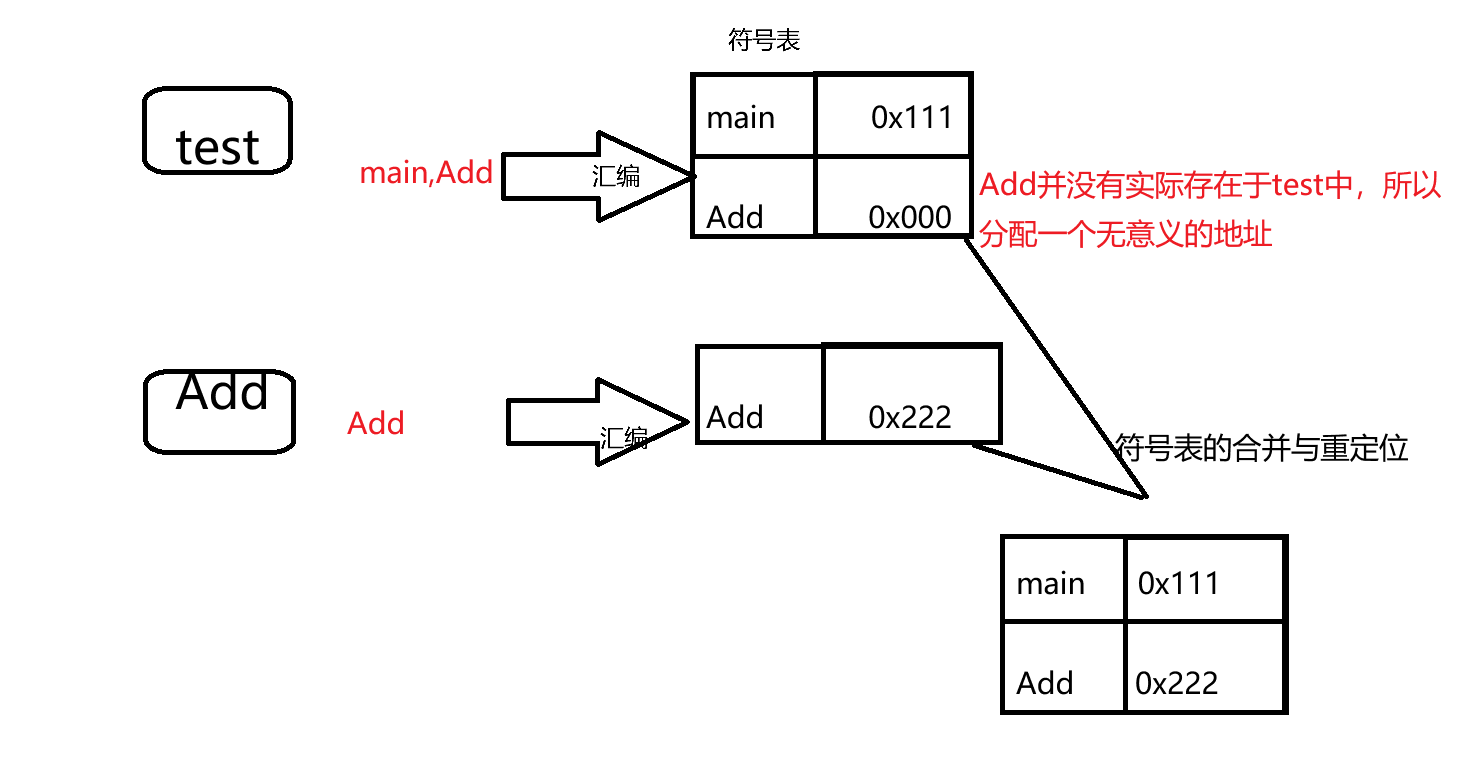 符号表
main 0x111
test
main,Add
汇编
Add并没有实际存在于test中，所以
分配一个无意义的地址
Add 0x000
Add
Add
汇编
Add 0x222
符号表的合并与重定位
main 0x111
Add 0x222